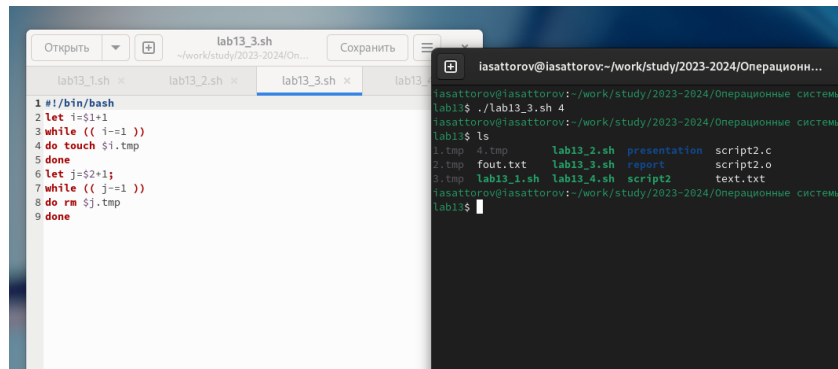 Открыть
lab13_3.sh
~/work/study/2023-2024/Оп...
Сохранить
lab13_1.sh ×
lab13_2.sh ×
lab13_3.sh ×
lab13_4
1 #!/bin/bash
2 let i=$1+1
3 while (( i-=1 ))
4 do touch $i.tmp
5 done
6 let j=$2+1;
7 while (( j-=1 ))
8 do rm $j.tmp
9 done
iasattorov@iasattorov:~/work/study/2023-2024/Операционн...
iasattorov@iasattorov:~/work/study/2023-2024/Операционные системы
lab13$ ./lab13_3.sh 4
iasattorov@iasattorov:~/work/study/2023-2024/Операционные системы
lab13$ ls
1.tmp 4.tmp lab13_2.sh presentation script2.c
2.tmp fout.txt lab13_3.sh report script2.o
3.tmp lab13_1.sh lab13_4.sh script2 text.txt
iasattorov@iasattorov:~/work/study/2023-2024/Операционные системы
lab13$